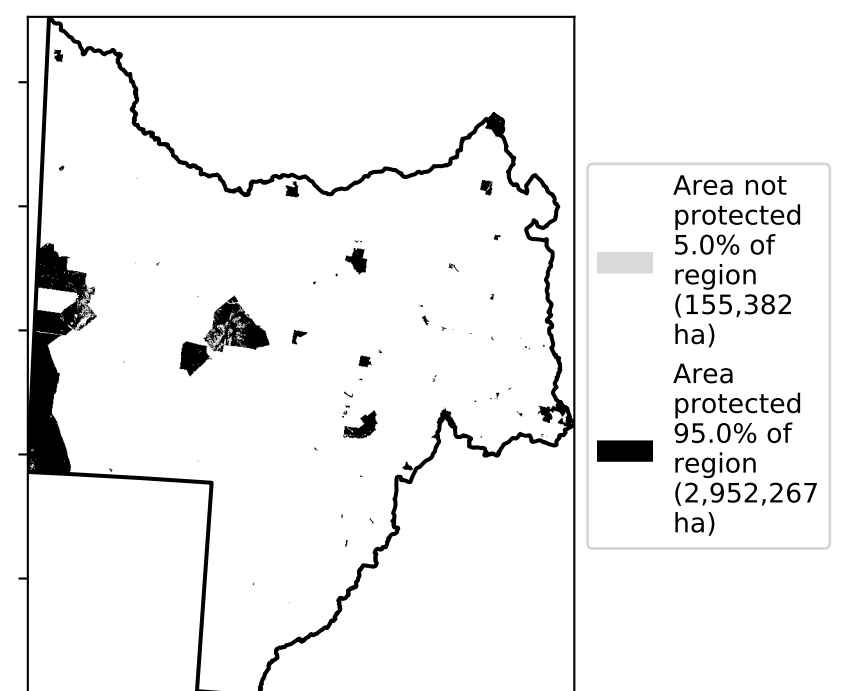 Area not
protected
5.0% of
region
(155,382
ha)
Area
protected
95.0% of
region
(2,952,267
ha)